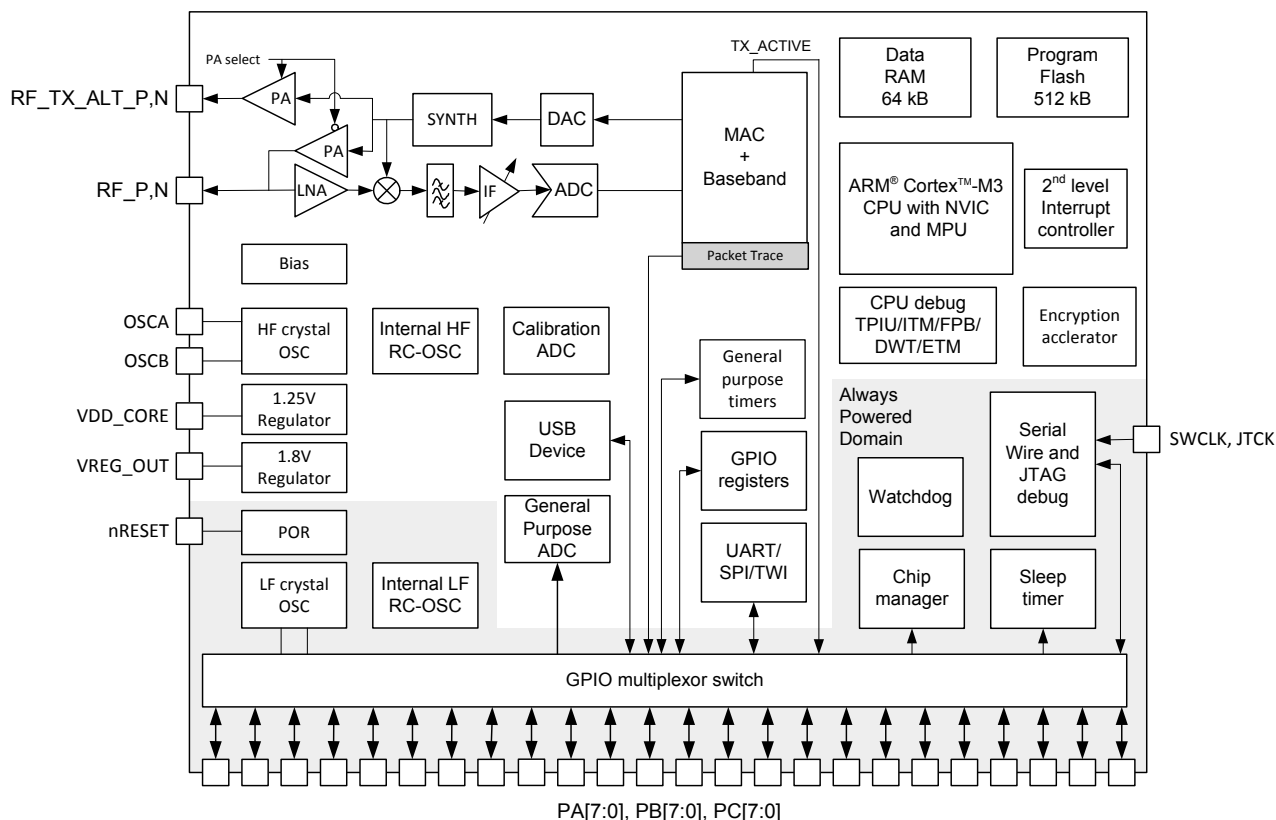 TX_ACTIVE
PA select
RF_TX_ALT_P,N
PA
PA
SYNTH
DAC
MAC
+
Baseband
Packet Trace
Data
RAM
64 kB
Program
Flash
512 kB
RF_P,N
LNA
IF
ADC
ARM® Cortex™-M3
CPU with NVIC
and MPU
2nd level
Interrupt
controller
Bias
OSCA
OSCB
HF crystal
OSC
Internal HF
RC-OSC
Calibration
ADC
General
purpose
timers
CPU debug
TPIU/ITM/FPB/
DWT/ETM
Encryption
acclerator
VDD_CORE
1.25V
Regulator
VREG_OUT
1.8V
Regulator
USB
Device
GPIO
registers
Always
Powered
Domain
Watchdog
Serial
Wire and
JTAG
debug
SWCLK, JTCK
nRESET
POR
LF crystal
OSC
Internal LF
RC-OSC
General
Purpose
ADC
UART/
SPI/TWI
Chip
manager
Sleep
timer
GPIO multiplexor switch
PA[7:0], PB[7:0], PC[7:0]